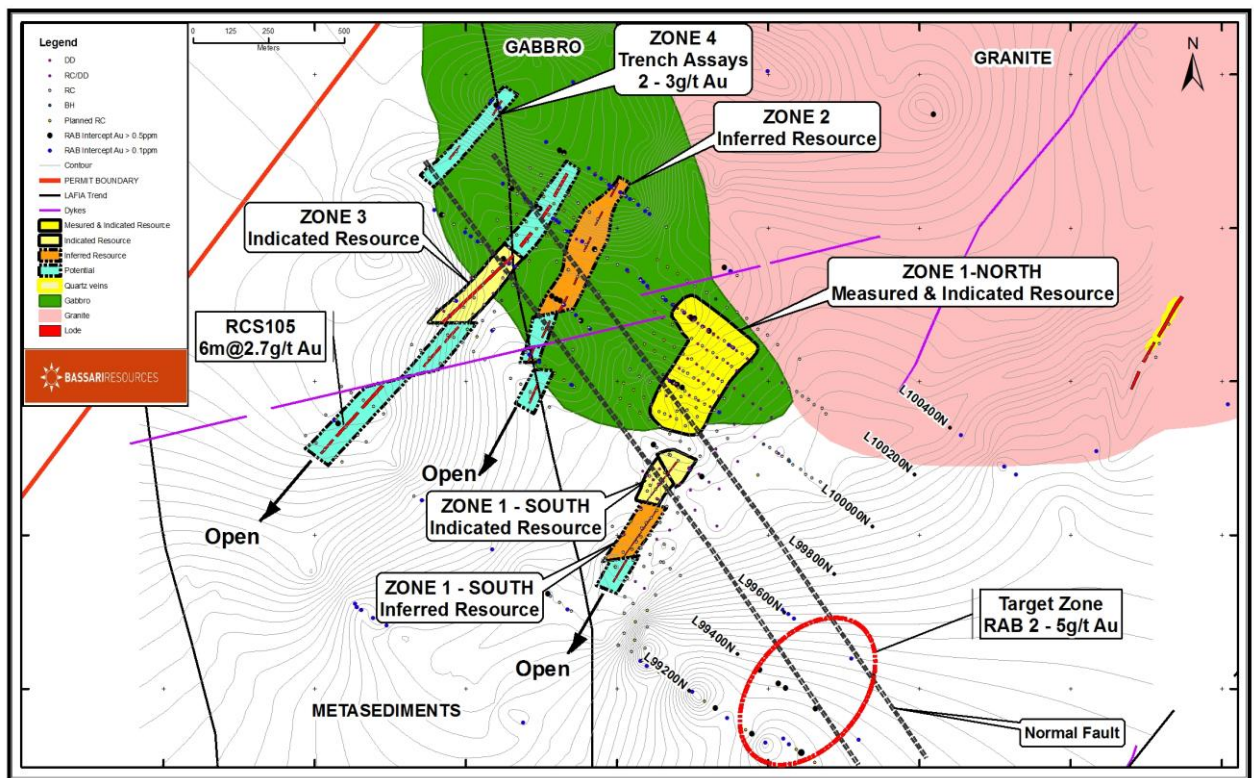 Legend
DD
RC/DD
RC
BH
Planned RC
RAB Intercept Au > 0.5ppm
RAB Intercept Au > 0.1ppm
Contour
PERMIT BOUNDARY
LAFIA Trend
Dykes
Mesured & Indicated Resource
Indicated Resource
Inferred Resource
Potential
Quartz veins
Gabbro
Granite
Lode
BASSARI RESOURCES
0 125 250 500
Meters
GABBRO
ZONE 4
Trench Assays
2 - 3g/t Au
GRANITE
N
ZONE 2
Inferred Resource
ZONE 3
Indicated Resource
ZONE 1-NORTH
Measured & Indicated Resource
RCS105
6m@2.7g/t Au
L100400N
L100200N
L100000N
L99800N
L99600N
L99400N
L99200N
Open
Open
ZONE 1 - SOUTH
Indicated Resource
ZONE 1 - SOUTH
Inferred Resource
Open
Target Zone
RAB 2 - 5g/t Au
METASEDIMENTS
Normal Fault